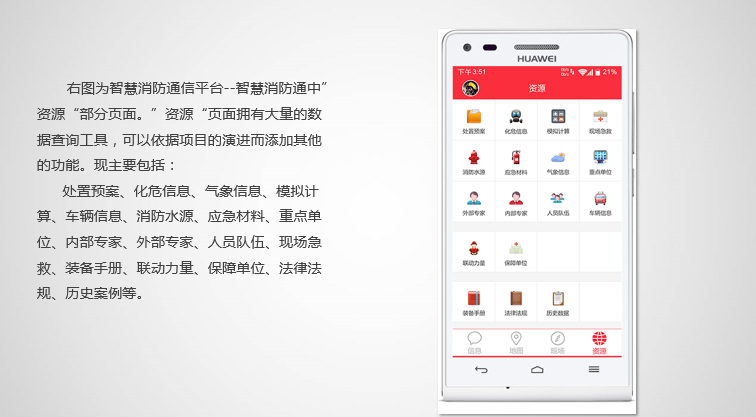 右图为智慧消防通信平台--智慧消防通中”
资源“部分页面。”资源“页面拥有大量的数
据查询工具，可以依据项目的演进而添加其他
的功能。现主要包括：
处置预案、化危信息、气象信息、模拟计
算、车辆信息、消防水源、应急材料、重点单
位、内部专家、外部专家、人员队伍、现场急
救、装备手册、联动力量、保障单位、法律法
规、历史案例等。
HUAWEI
下午3:51 21%
资源
处置预案 化危信息 模拟计算 现场急救
消防水源 应急材料 气象信息 重点单位
外部专家 内部专家 人员队伍 车辆信息
联动力量 保障单位
装备手册 法律法规 历史数据
信息 地图 现场 资源